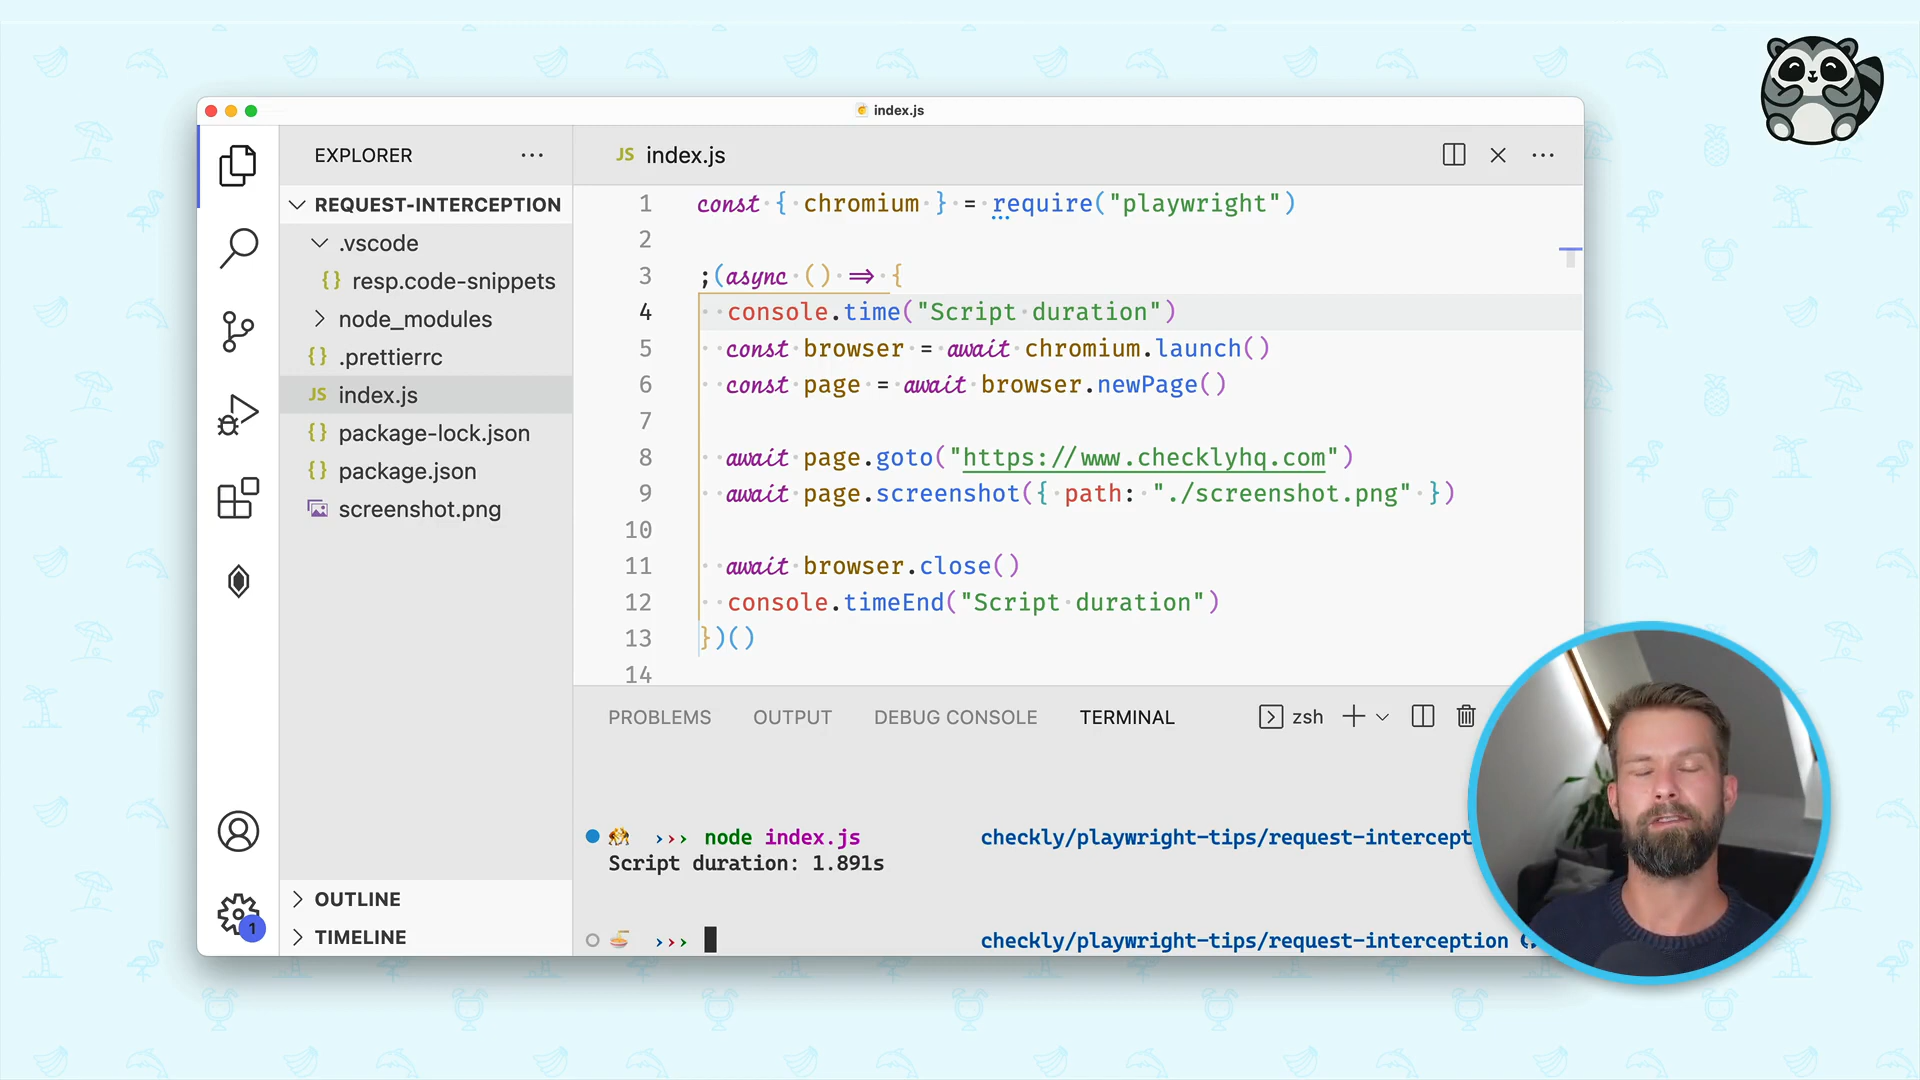 index.js
EXPLORER
REQUEST-INTERCEPTION
.vscode
{} resp.code-snippets
node_modules
{} .prettierrc
JS index.js
{} package-lock.json
{} package.json
screenshot.png
OUTLINE
TIMELINE
1
JS index.js
1 const { chromium } = require("playwright")
2
3 ;(async () => {
4 console.time("Script duration")
5 const browser = await chromium.launch()
6 const page = await browser.newPage()
7
8 await page.goto("https://www.checklyhq.com")
9 await page.screenshot({ path: "./screenshot.png" })
10
11 await browser.close()
12 console.timeEnd("Script duration")
13 })()
14
PROBLEMS OUTPUT DEBUG CONSOLE TERMINAL zsh
››› node index.js checkly/playwright-tips/request-intercept
Script duration: 1.891s
››› checkly/playwright-tips/request-interception